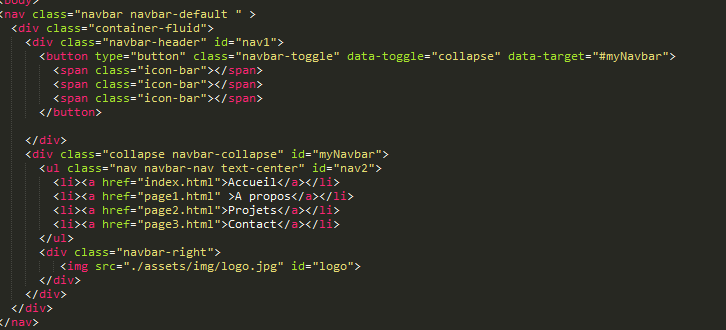 <body>
<nav class="navbar navbar-default " >
<div class="container-fluid">
<div class="navbar-header" id="nav1">
<button type="button" class="navbar-toggle" data-toggle="collapse" data-target="#myNavbar">
<span class="icon-bar"></span>
<span class="icon-bar"></span>
<span class="icon-bar"></span>
</button>
</div>
<div class="collapse navbar-collapse" id="myNavbar">
<ul class="nav navbar-nav text-center" id="nav2">
<li><a href="index.html">Accueil</a></li>
<li><a href="page1.html" >A propos</a></li>
<li><a href="page2.html">Projets</a></li>
<li><a href="page3.html">Contact</a></li>
</ul>
<div class="navbar-right">
<img src="./assets/img/logo.jpg" id="logo">
</div>
</div>
</div>
</nav>